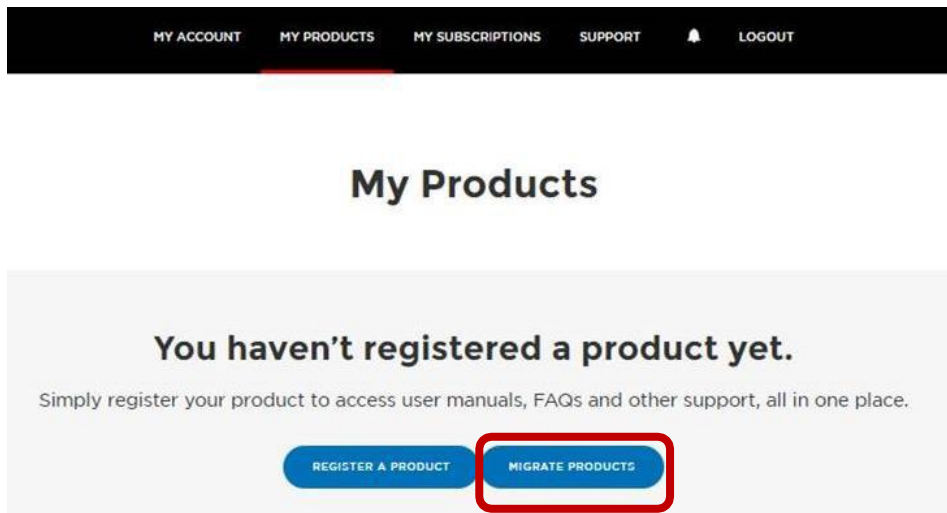 MY ACCOUNT MY PRODUCTS MY SUBSCRIPTIONS SUPPORT LOGOUT
My Products
You haven't registered a product yet.
Simply register your product to access user manuals, FAQs and other support, all in one place.
REGISTER A PRODUCT MIGRATE PRODUCTS